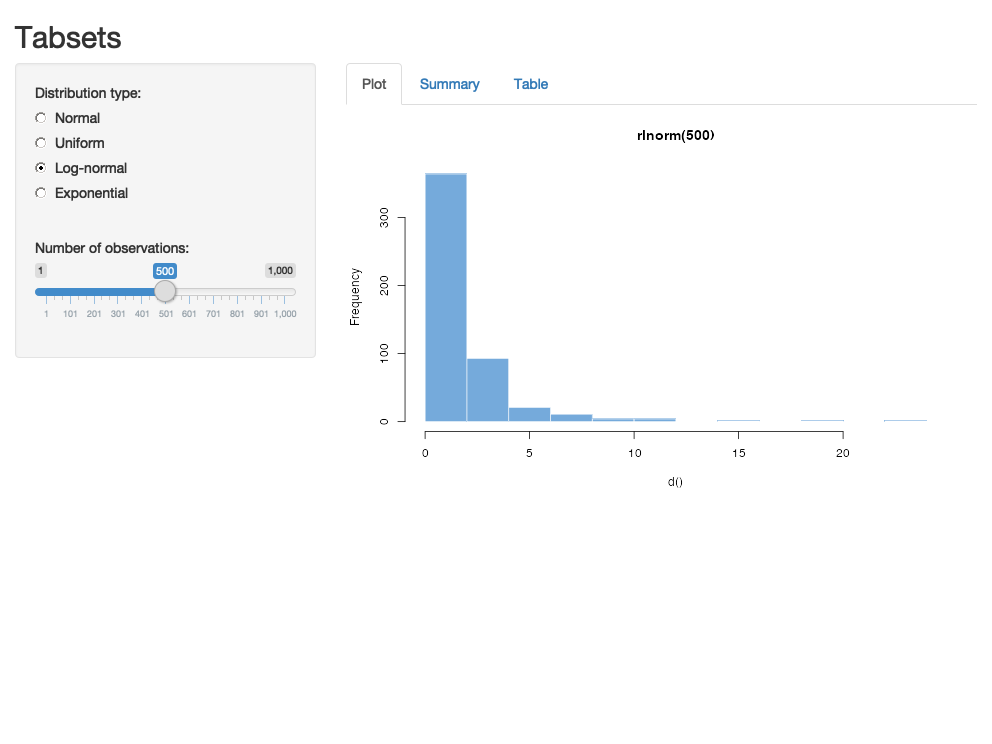 Tabsets
Distribution type:
Normal
Uniform
Log-normal
Exponential
Number of observations:
1 500 1,000
1 101 201 301 401 501 601 701 801 901 1,000
Plot Summary Table
rlnorm(500)
Frequency
300
200
100
0
0 5 10 15 20
d()